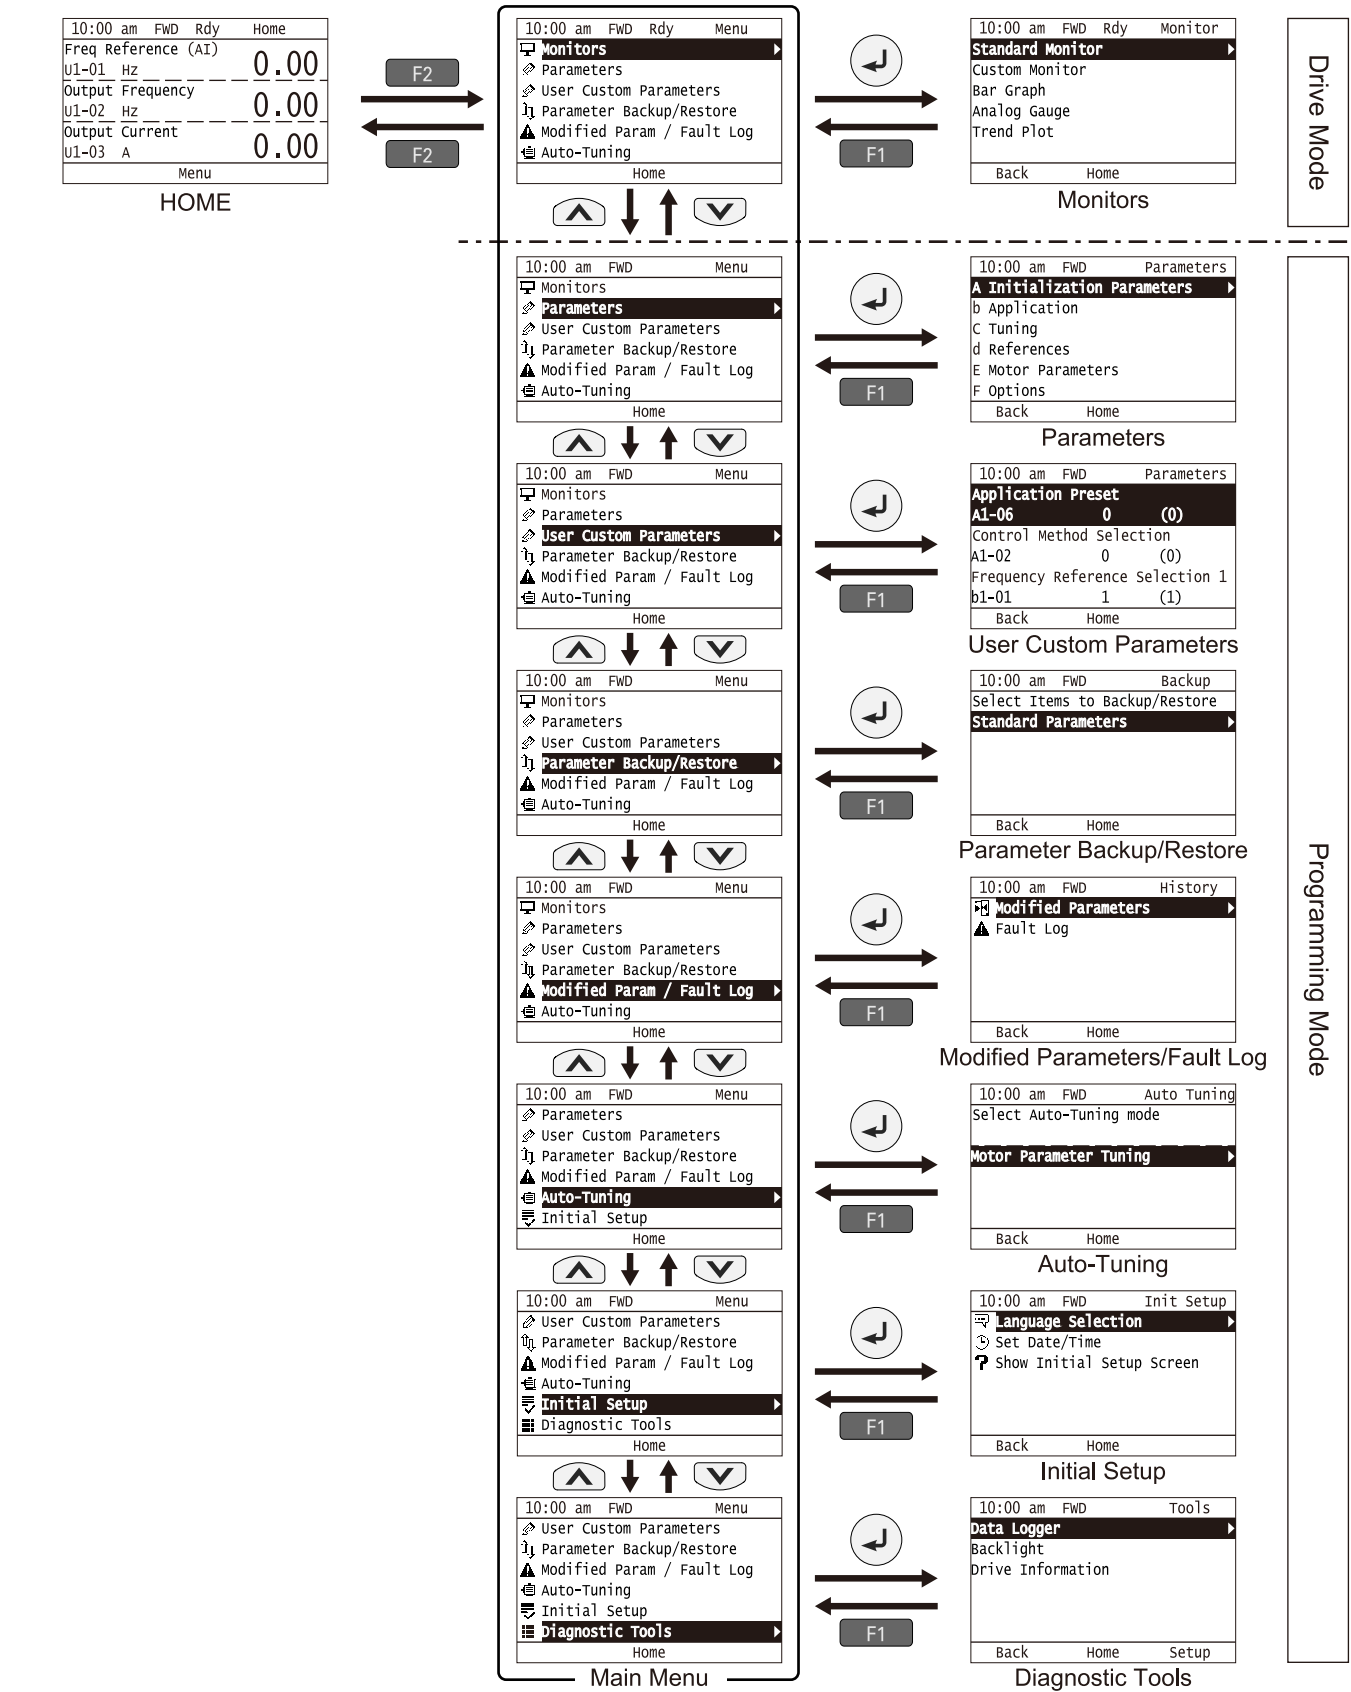 10:00 am FWD Rdy Home
Freq Reference (AI)
U1-01 Hz 0.00
Output Frequency
U1-02 Hz 0.00
Output Current
U1-03 A 0.00
Menu
HOME
F2
F2
10:00 am FWD Rdy Menu
Monitors
Parameters
User Custom Parameters
Parameter Backup/Restore
Modified Param / Fault Log
Auto-Tuning
Home
F1
10:00 am FWD Rdy Monitor
Standard Monitor
Custom Monitor
Bar Graph
Analog Gauge
Trend Plot
Back Home
Monitors
Drive Mode
10:00 am FWD Menu
Monitors
Parameters
User Custom Parameters
Parameter Backup/Restore
Modified Param / Fault Log
Auto-Tuning
Home
F1
10:00 am FWD Parameters
A Initialization Parameters
b Application
C Tuning
d References
E Motor Parameters
F Options
Back Home
Parameters
10:00 am FWD Menu
Monitors
Parameters
User Custom Parameters
Parameter Backup/Restore
Modified Param / Fault Log
Auto-Tuning
Home
F1
10:00 am FWD Parameters
Application Preset
A1-06 0 (0)
Control Method Selection
A1-02 0 (0)
Frequency Reference Selection 1
b1-01 1 (1)
Back Home
User Custom Parameters
10:00 am FWD Menu
Monitors
Parameters
User Custom Parameters
Parameter Backup/Restore
Modified Param / Fault Log
Auto-Tuning
Home
F1
10:00 am FWD Backup
Select Items to Backup/Restore
Standard Parameters
Back Home
Parameter Backup/Restore
10:00 am FWD Menu
Monitors
Parameters
User Custom Parameters
Parameter Backup/Restore
Modified Param / Fault Log
Auto-Tuning
Home
F1
10:00 am FWD History
Modified Parameters
Fault Log
Back Home
Modified Parameters/Fault Log
10:00 am FWD Menu
Parameters
User Custom Parameters
Parameter Backup/Restore
Modified Param / Fault Log
Auto-Tuning
Initial Setup
Home
F1
10:00 am FWD Auto Tuning
Select Auto-Tuning mode
Motor Parameter Tuning
Back Home
Auto-Tuning
10:00 am FWD Menu
User Custom Parameters
Parameter Backup/Restore
Modified Param / Fault Log
Auto-Tuning
Initial Setup
Diagnostic Tools
Home
F1
10:00 am FWD Init Setup
Language Selection
Set Date/Time
Show Initial Setup Screen
Back Home
Initial Setup
10:00 am FWD Menu
User Custom Parameters
Parameter Backup/Restore
Modified Param / Fault Log
Auto-Tuning
Initial Setup
Diagnostic Tools
Home
Main Menu
F1
10:00 am FWD Tools
Data Logger
Backlight
Drive Information
Back Home Setup
Diagnostic Tools
Programming Mode